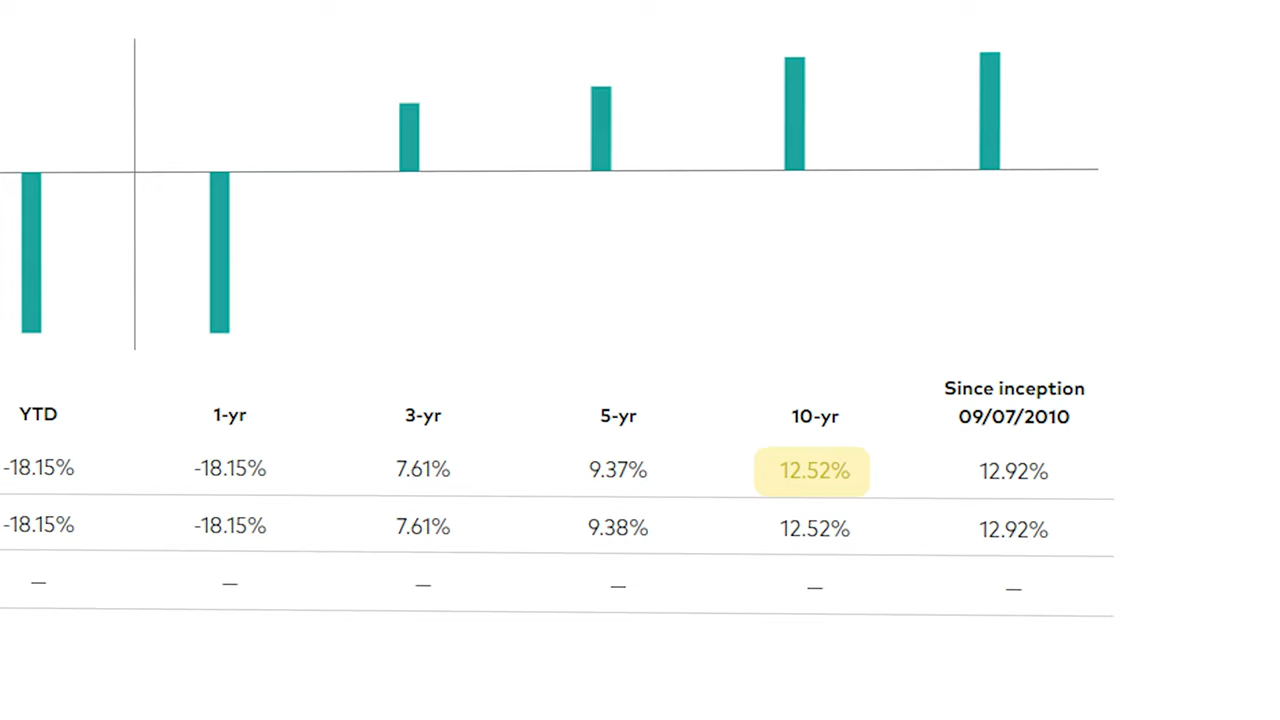 Since inception
YTD 1-yr 3-yr 5-yr 10-yr 09/07/2010
-18.15% -18.15% 7.61% 9.37% 12.52% 12.92%
-18.15% -18.15% 7.61% 9.38% 12.52% 12.92%
— — — — — —